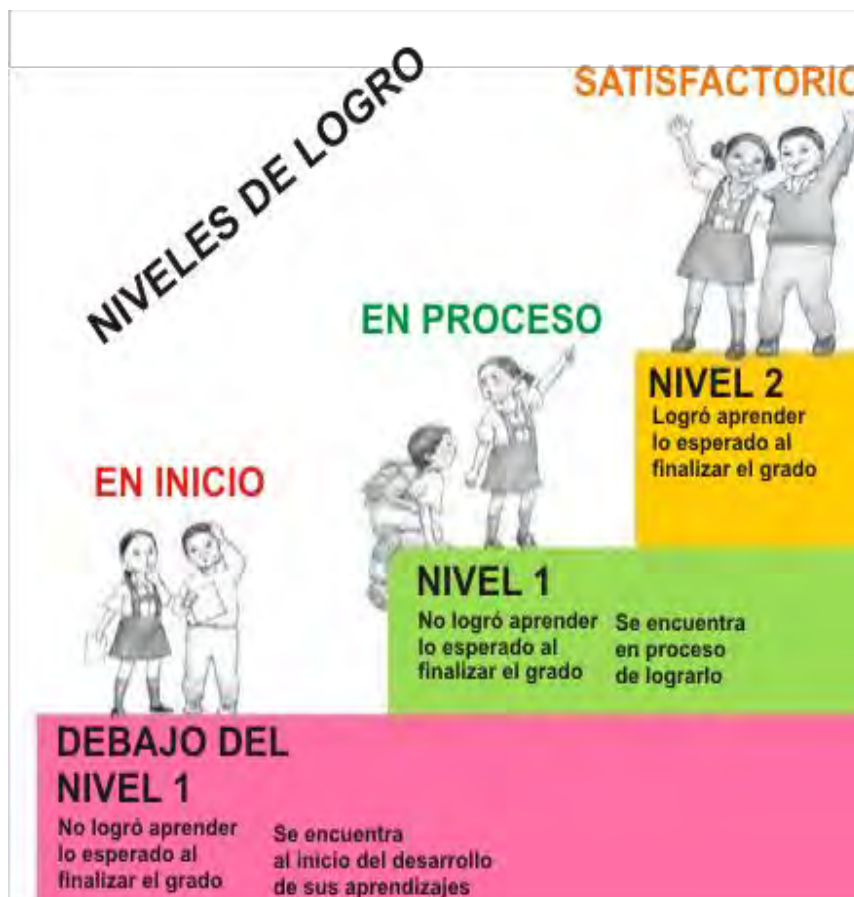 NIVELES DE LOGRO
SATISFACTORIO
EN PROCESO
NIVEL 2
Logró aprender
lo esperado al
finalizar el grado
EN INICIO
NIVEL 1
No logró aprender
lo esperado al
finalizar el grado
Se encuentra
en proceso
de lograrlo
DEBAJO DEL
NIVEL 1
No logró aprender
lo esperado al
finalizar el grado
Se encuentra
al inicio del desarrollo
de sus aprendizajes